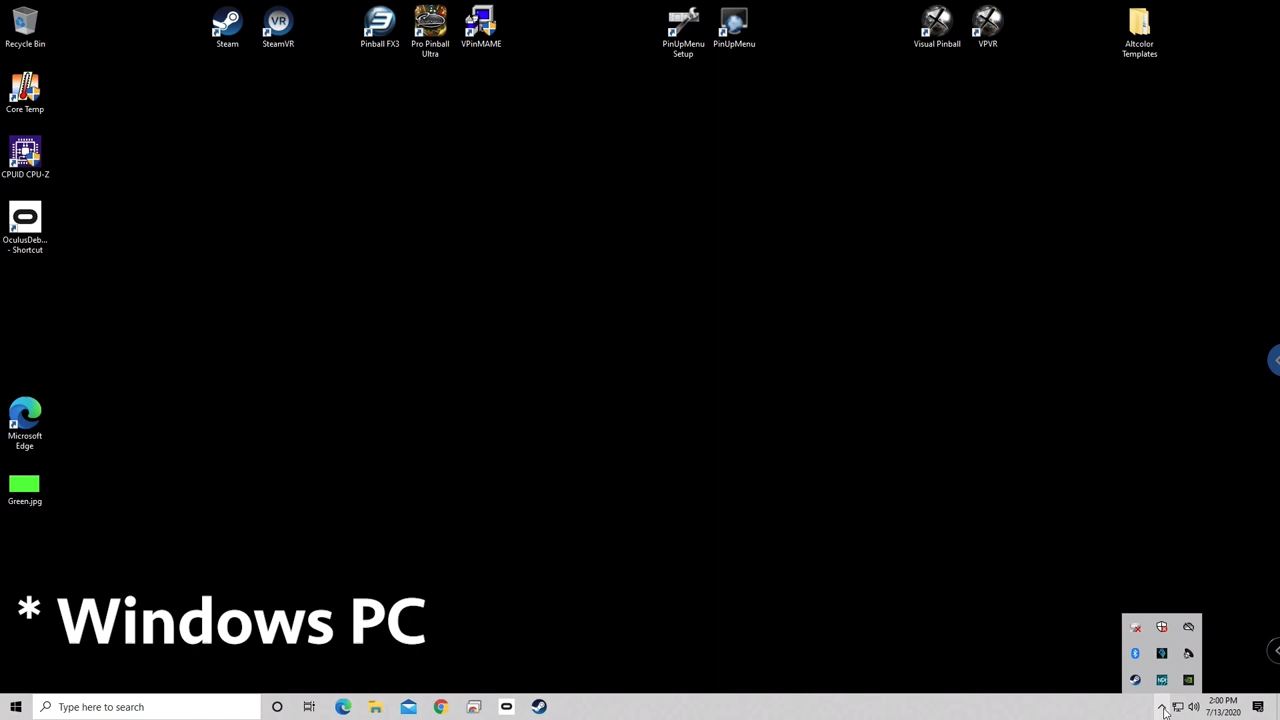 Recycle Bin
Steam
SteamVR
Pinball FX3
Pro Pinball
Ultra
VPinMAME
PinUpMenu
Setup
PinUpMenu
Visual Pinball
VPVR
Altcolor
Templates
Core Temp
CPUID CPU-Z
OculusDeb...
- Shortcut
Microsoft
Edge
Green.jpg
* Windows PC
Type here to search
2:00 PM
7/13/2020